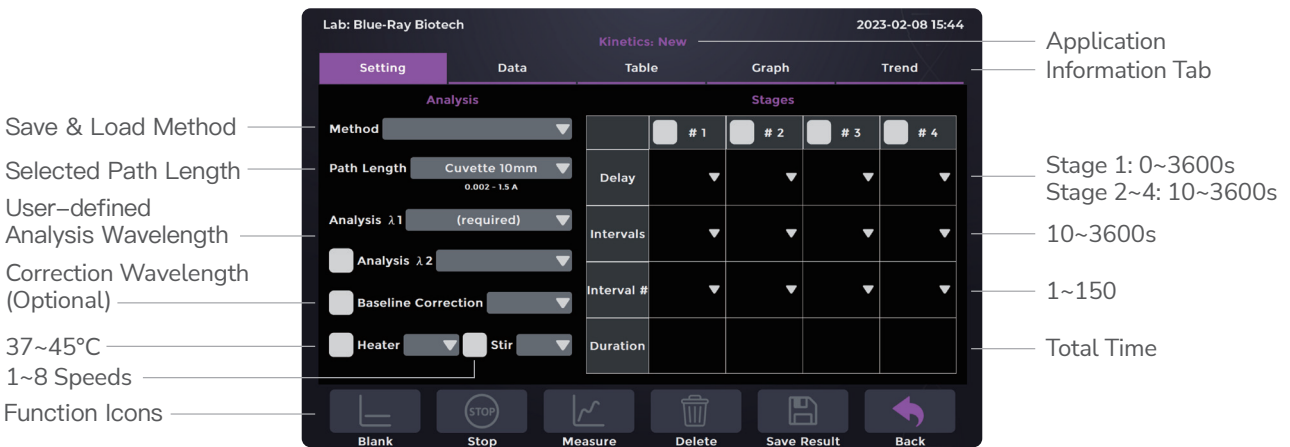 Lab: Blue-Ray Biotech
2023-02-08 15:44
Kinetics: New
Setting
Data
Table
Graph
Trend
Analysis
Stages
Method
# 1
# 2
# 3
# 4
Path Length
Cuvette 10mm
0.002 - 1.5 A
Delay
Analysis λ1
(required)
Intervals
Analysis λ2
Baseline Correction
Interval #
Heater
Stir
Duration
STOP
Blank
Stop
Measure
Delete
Save Result
Back
Save & Load Method
Selected Path Length
User-defined
Analysis Wavelength
Correction Wavelength
(Optional)
37~45°C
1~8 Speeds
Function Icons
Application
Information Tab
Stage 1: 0~3600s
Stage 2~4: 10~3600s
10~3600s
1~150
Total Time